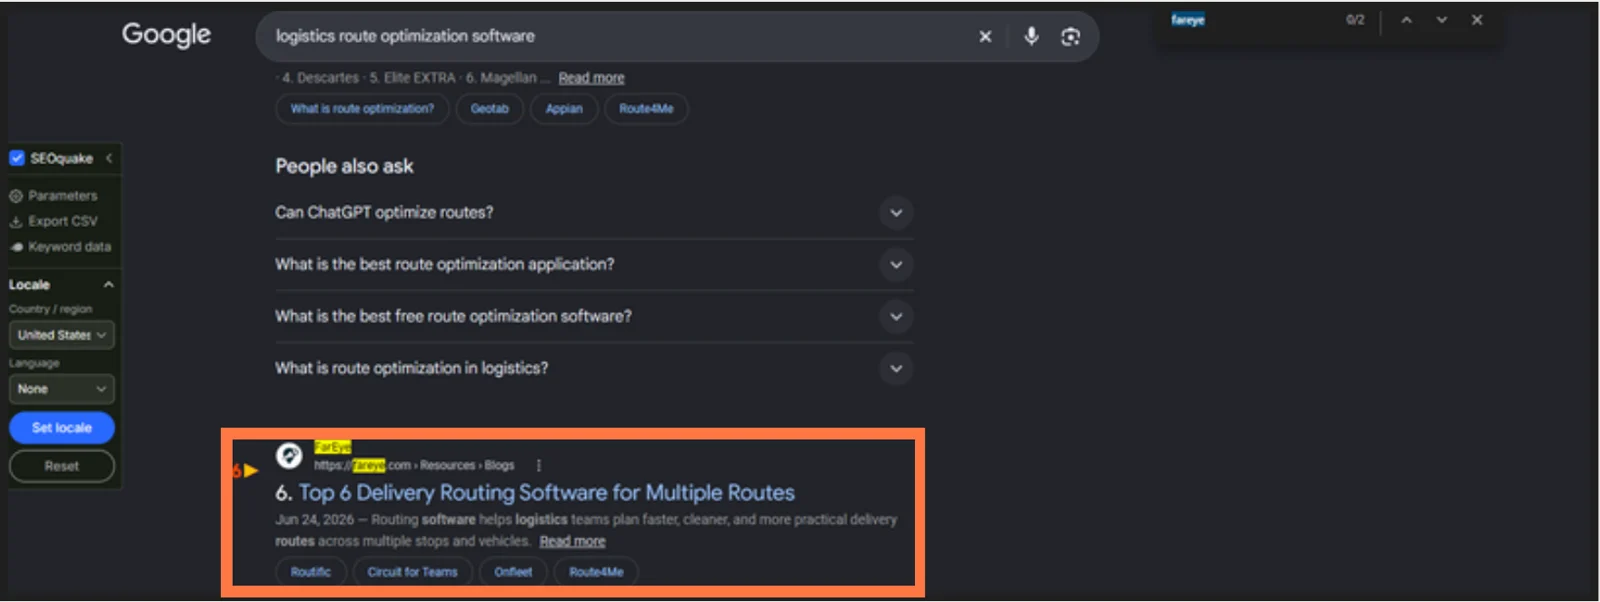 Google
logistics route optimization software
fareye
0/2
· 4. Descartes · 5. Elite EXTRA · 6. Magellan ... Read more
What is route optimization?
Geotab
Appian
Route4Me
SEOquake
Parameters
Export CSV
Keyword data
Locale
Country / region
United States
Language
None
Set locale
Reset
People also ask
Can ChatGPT optimize routes?
What is the best route optimization application?
What is the best free route optimization software?
What is route optimization in logistics?
6
FarEye
https://fareye.com › Resources › Blogs
6. Top 6 Delivery Routing Software for Multiple Routes
Jun 24, 2026 — Routing software helps logistics teams plan faster, cleaner, and more practical delivery
routes across multiple stops and vehicles. Read more
Routific
Circuit for Teams
Onfleet
Route4Me